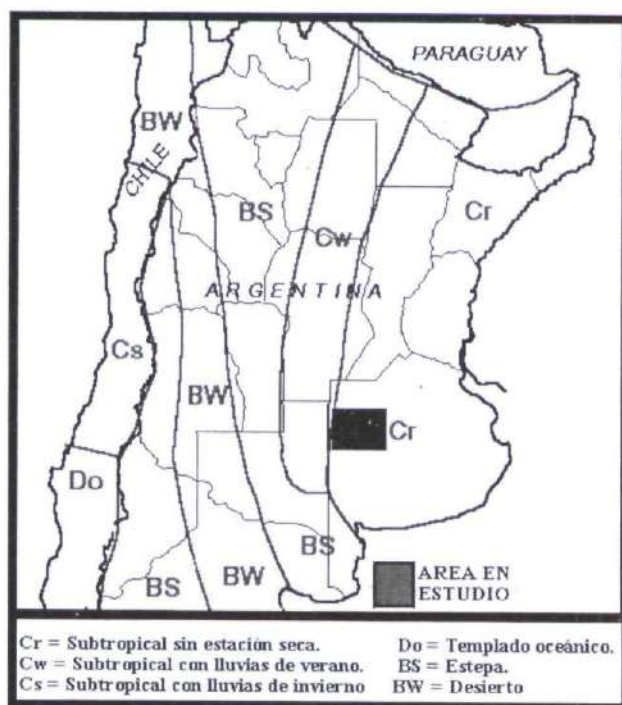 PARAGUAY
BW
CHILE
BS
Cr
Cw
ARGENTINA
Cs
BW
Cr
Do
BS
BS
BW
AREA EN
ESTUDIO
Cr = Subtropical sin estación seca.
Do = Templado oceánico.
Cw = Subtropical con lluvias de verano.
BS = Estepa.
Cs = Subtropical con lluvias de invierno
BW = Desierto